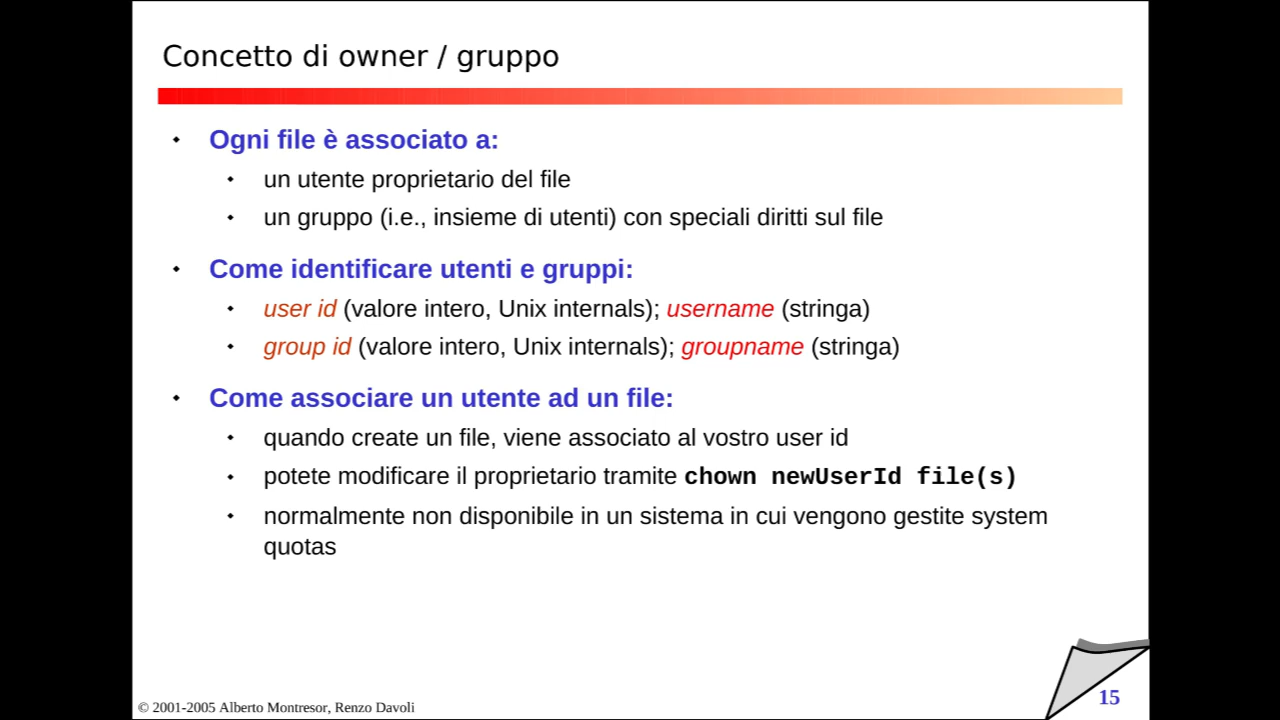 Concetto di owner / gruppo
Ogni file è associato a:
un utente proprietario del file
un gruppo (i.e., insieme di utenti) con speciali diritti sul file
Come identificare utenti e gruppi:
user id (valore intero, Unix internals); username (stringa)
group id (valore intero, Unix internals); groupname (stringa)
Come associare un utente ad un file:
quando create un file, viene associato al vostro user id
potete modificare il proprietario tramite chown newUserId file(s)
normalmente non disponibile in un sistema in cui vengono gestite system
quotas
© 2001-2005 Alberto Montresor, Renzo Davoli
15